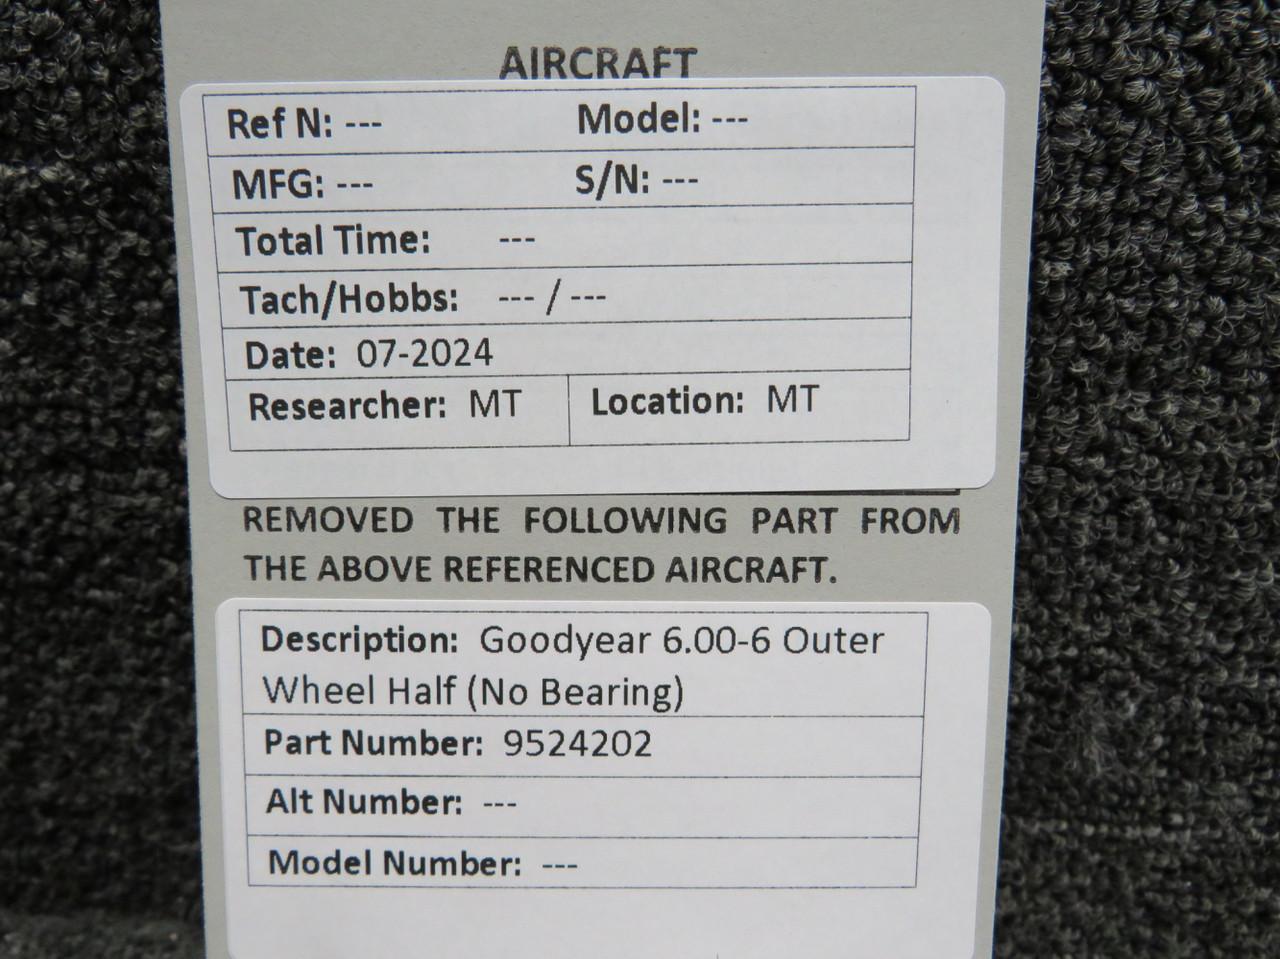 AIRCRAFT
Ref N: --- Model: ---
MFG: --- S/N: ---
Total Time: ---
Tach/Hobbs: --- / ---
Date: 07-2024
Researcher: MT Location: MT
REMOVED THE FOLLOWING PART FROM
THE ABOVE REFERENCED AIRCRAFT.
Description: Goodyear 6.00-6 Outer
Wheel Half (No Bearing)
Part Number: 9524202
Alt Number: ---
Model Number: ---